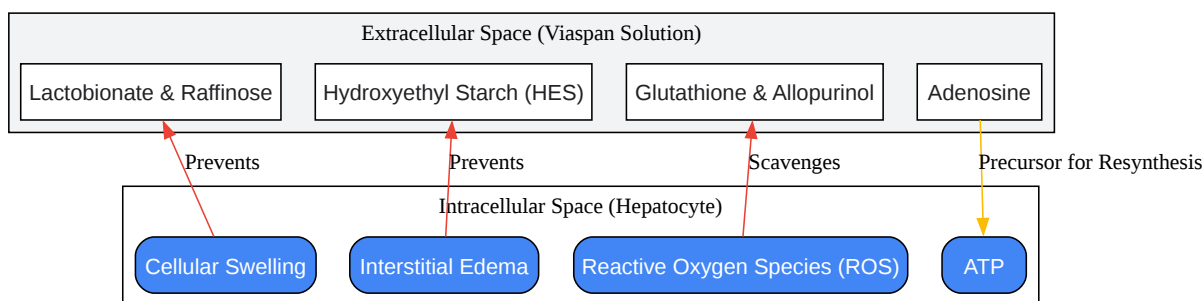 Extracellular Space (Viaspan Solution)
Lactobionate & Raffinose
Hydroxyethyl Starch (HES)
Glutathione & Allopurinol
Adenosine
Prevents
Prevents
Scavenges
Precursor for Resynthesis
Intracellular Space (Hepatocyte)
Cellular Swelling
Interstitial Edema
Reactive Oxygen Species (ROS)
ATP